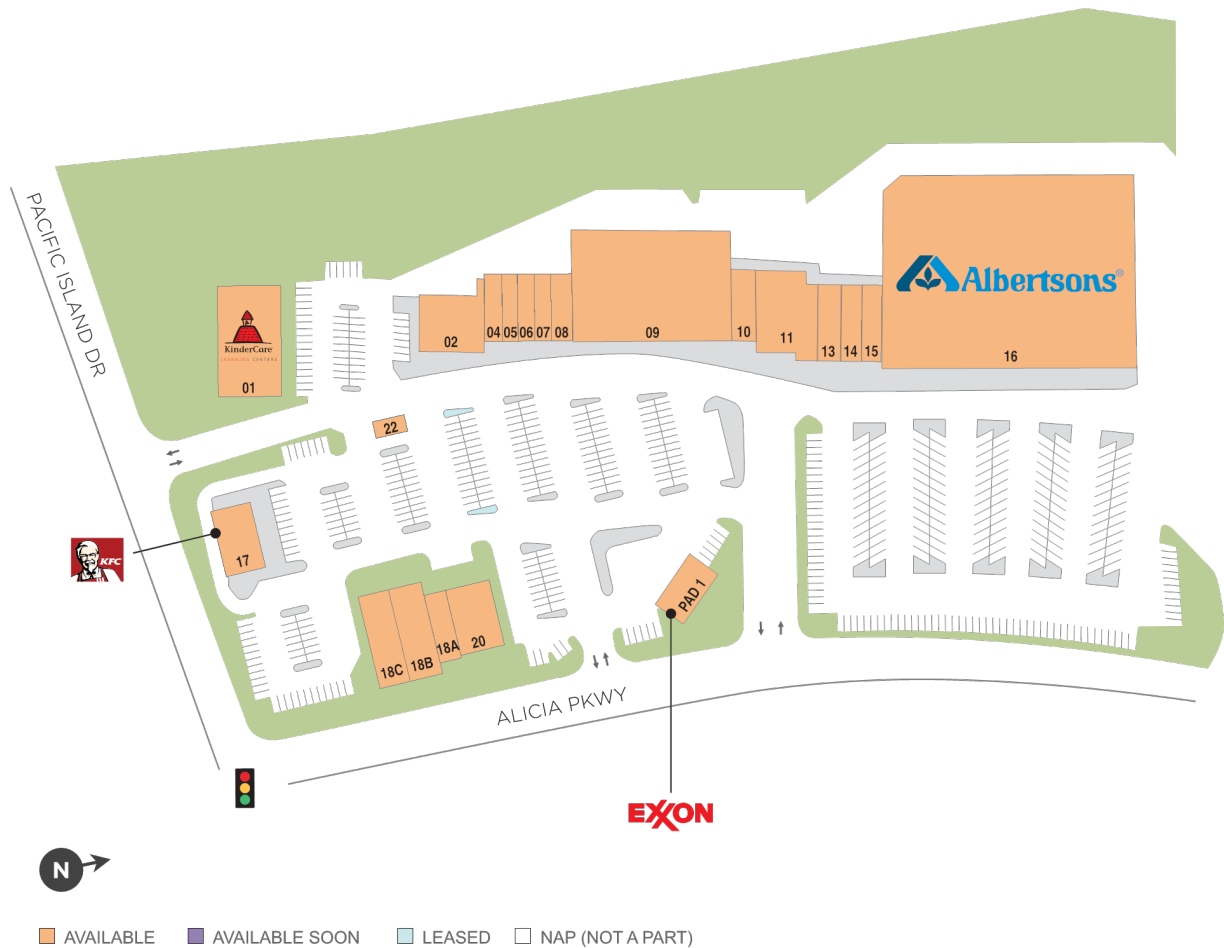 PACIFIC ISLAND DR
Albertsons®
KinderCare
LEARNING CENTERS
01
02
04
05
06
07
08
09
10
11
13
14
15
16
22
17
KFC
18C
18B
18A
20
PAD 1
ALICIA PKWY
EXXON
N
AVAILABLE
AVAILABLE SOON
LEASED
NAP (NOT A PART)